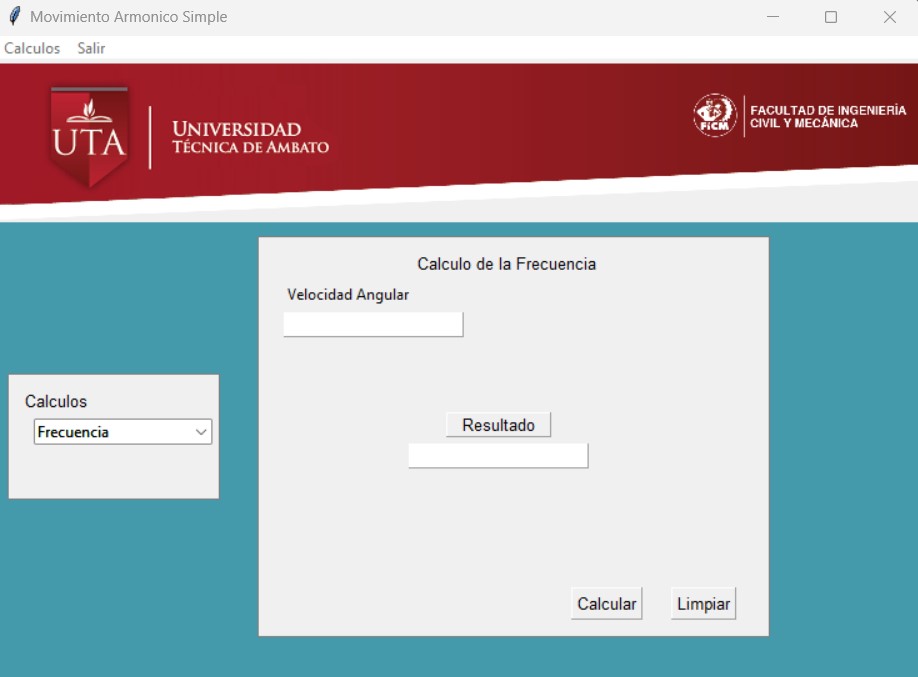 Movimiento Armonico Simple
Calculos Salir
UTA
UNIVERSIDAD
TÉCNICA DE AMBATO
FICM
FACULTAD DE INGENIERÍA
CIVIL Y MECÁNICA
Calculo de la Frecuencia
Velocidad Angular
Calculos
Frecuencia
Resultado
Calcular Limpiar